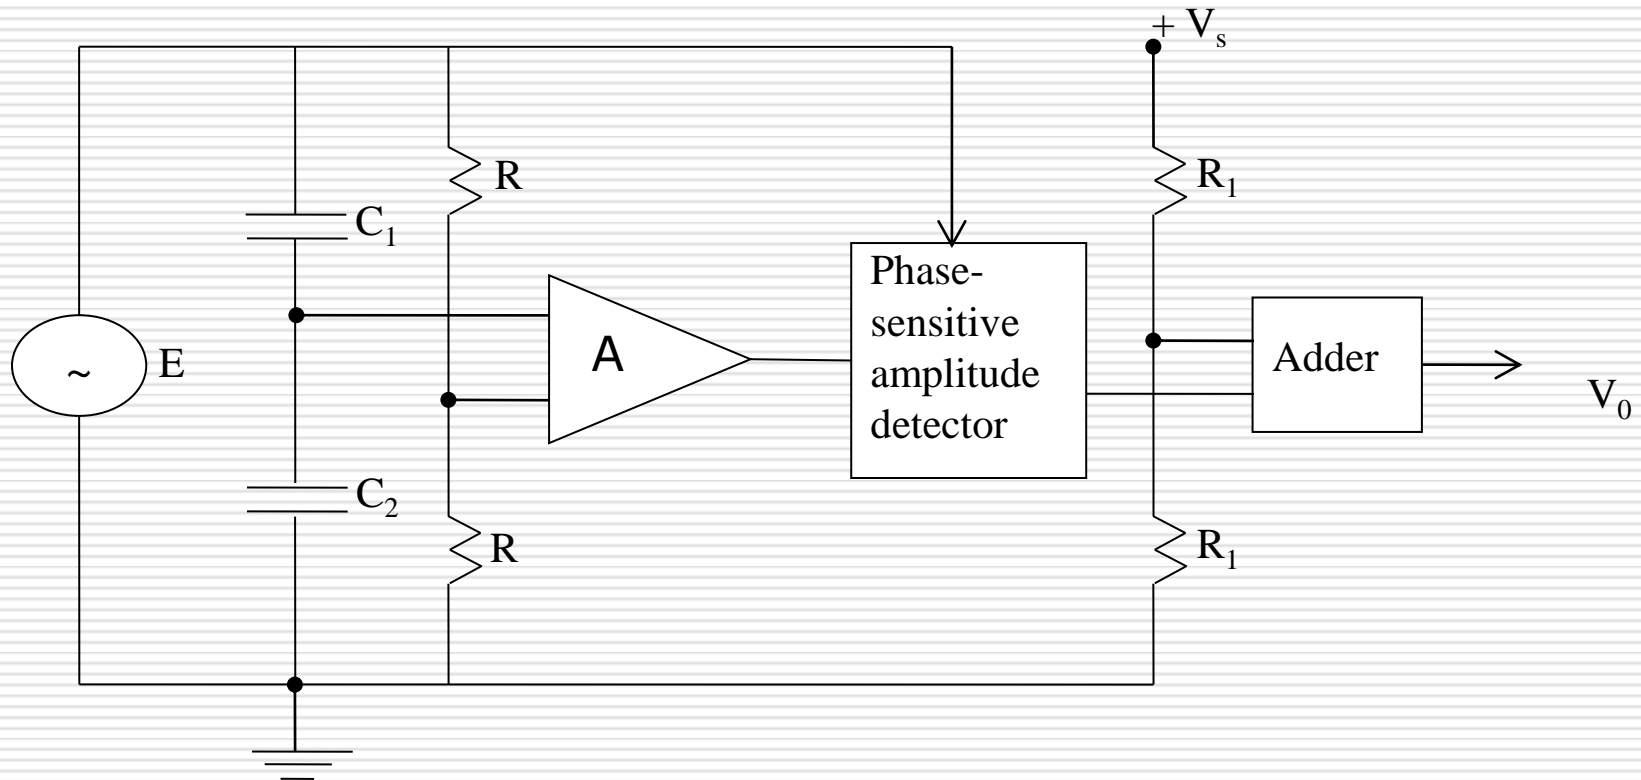 + Vₛ
R
R₁
C₁
Phase-
sensitive
amplitude
detector
A
Adder
E
~
V₀
C₂
R
R₁